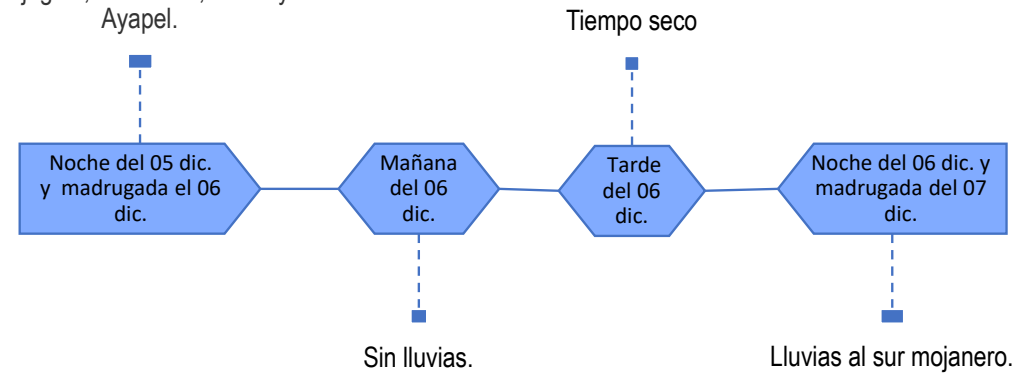 Ayapel.
Tiempo seco
Noche del 05 dic.
y madrugada el 06
dic.
Mañana
del 06
dic.
Tarde
del 06
dic.
Noche del 06 dic. y
madrugada del 07
dic.
Sin lluvias.
Lluvias al sur mojanero.